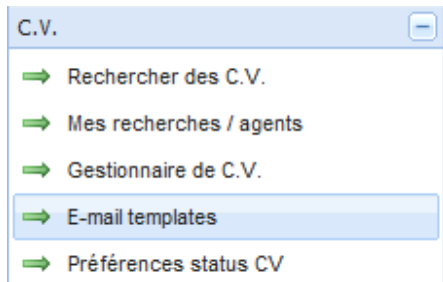 C.V.
Rechercher des C.V.
Mes recherches / agents
Gestionnaire de C.V.
E-mail templates
Préférences status CV